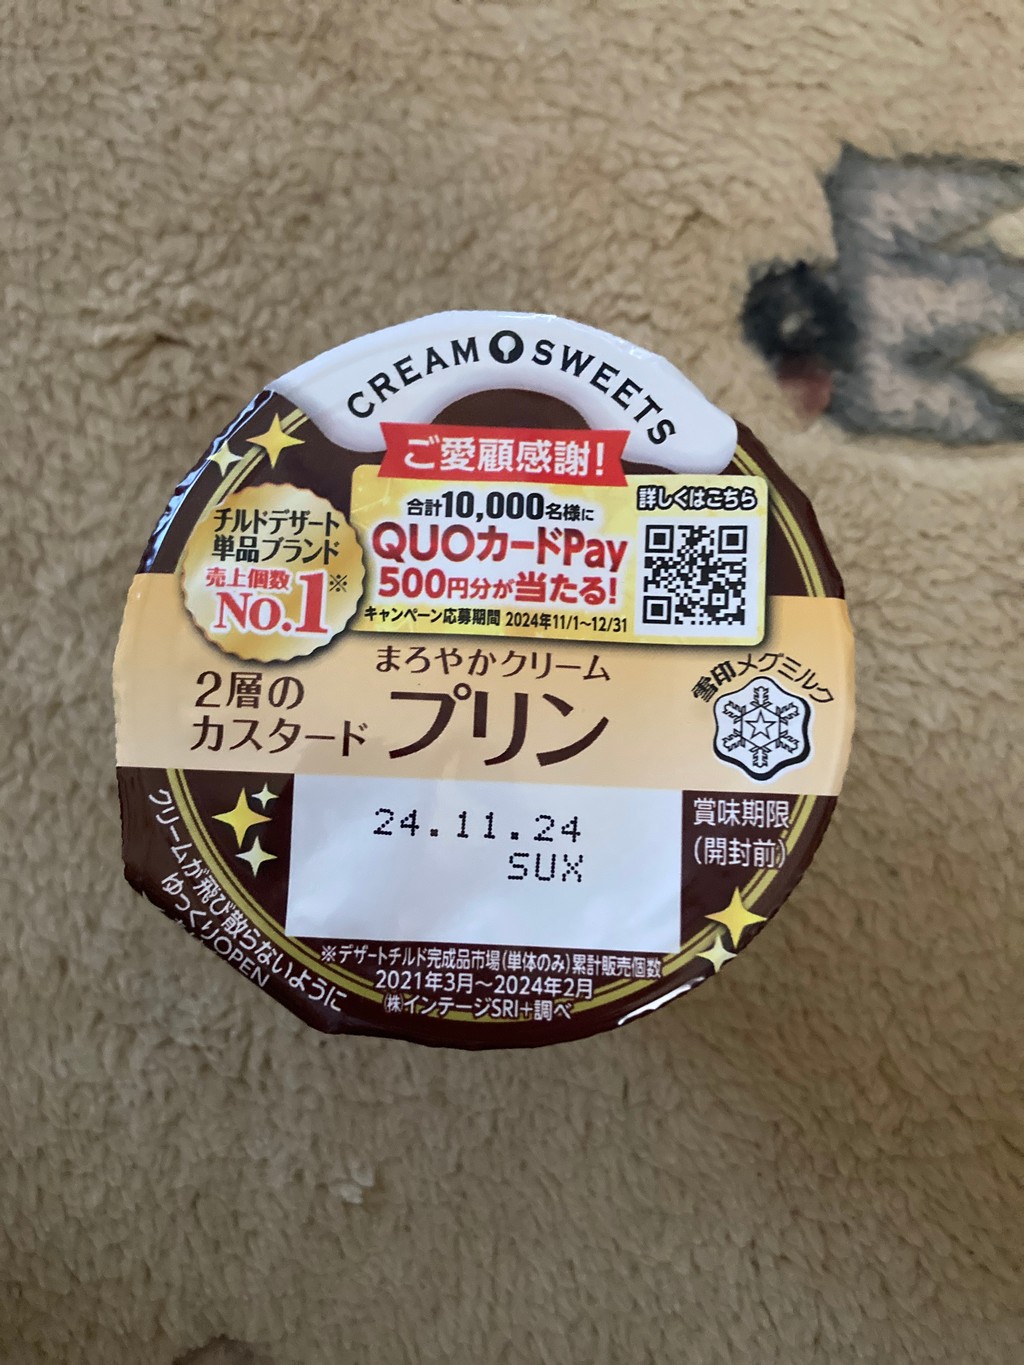 CREAM SWEETS
ご愛顧感謝!
合計10,000名様に
QUOカードPay
500円分が当たる!
キャンペーン応募期間 2024年11/1~12/31
詳しくはこちら
チルドデザート
単品ブランド
売上個数
No.1※
まろやかクリーム
2層の
カスタード
プリン
雪印メグミルク
24.11.24
SUX
賞味期限
(開封前)
クリームが飛び散らないように
ゆっくりOPEN
※デザートチルド完成品市場(単体のみ)累計販売個数
2021年3月~2024年2月
㈱インテージSRI+調べ